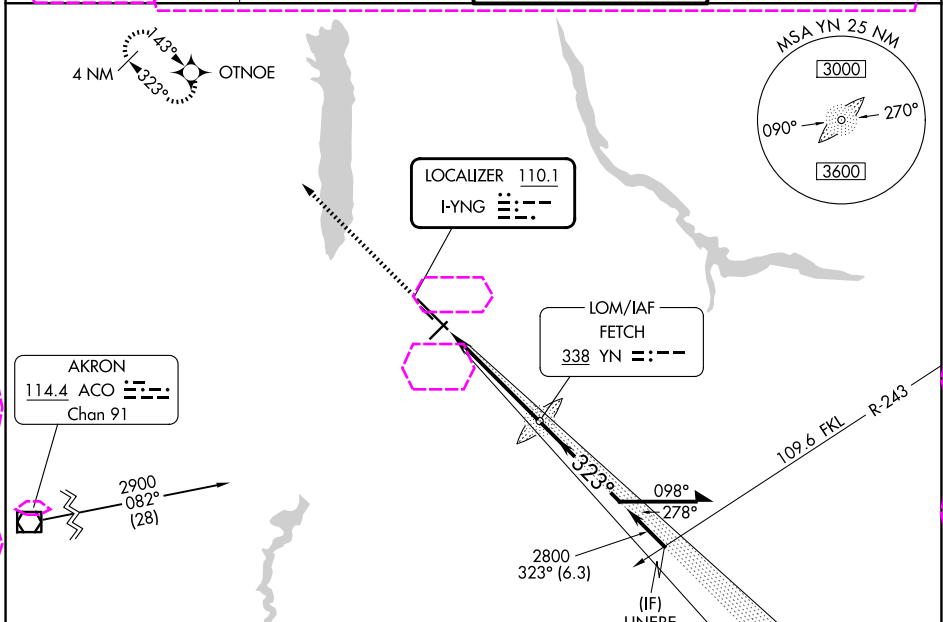 143°
4 NM
323°
OTNOE
MSA YN 25 NM
3000
090°
270°
3600
LOCALIZER 110.1
I-YNG
LOM/IAF
FETCH
338 YN
AKRON
114.4 ACO
Chan 91
2900
082°
(28)
109.6 FKL R-243
323°
098°
278°
2800
323° (6.3)
(IF)